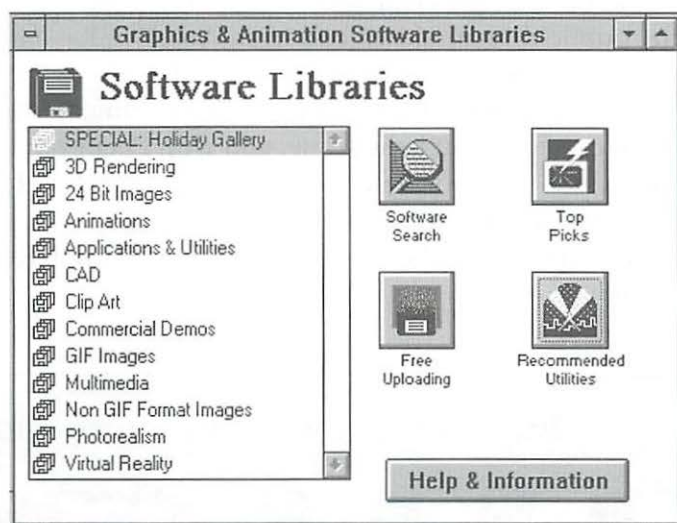 Graphics & Animation Software Libraries
Software Libraries
SPECIAL: Holiday Gallery
3D Rendering
24 Bit Images
Animations
Applications & Utilities
CAD
Clip Art
Commercial Demos
GIF Images
Multimedia
Non GIF Format Images
Photorealism
Virtual Reality
Software
Search
Top
Picks
Free
Uploading
Recommended
Utilities
Help & Information